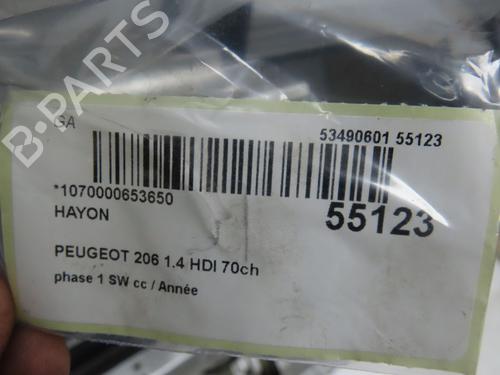 B-PARTS
GA
53490601 55123
*1070000653650
55123
HAYON
PEUGEOT 206 1.4 HDI 70ch
phase 1 SW cc / Année